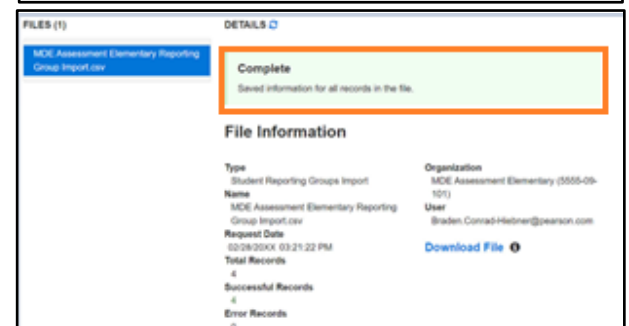 FILES (1)
DETAILS
MDE Assessment Elementary Reporting
Group Import.csv
Complete
Saved information for all records in the file.
File Information
Type
Student Reporting Groups Import
Name
MDE Assessment Elementary Reporting
Group Import.csv
Request Date
02/28/20XX 03:21:22 PM
Total Records
4
Successful Records
4
Error Records
Organization
MDE Assessment Elementary (5555-09-
101)
User
Braden.Conrad-Hiebner@pearson.com
Download File